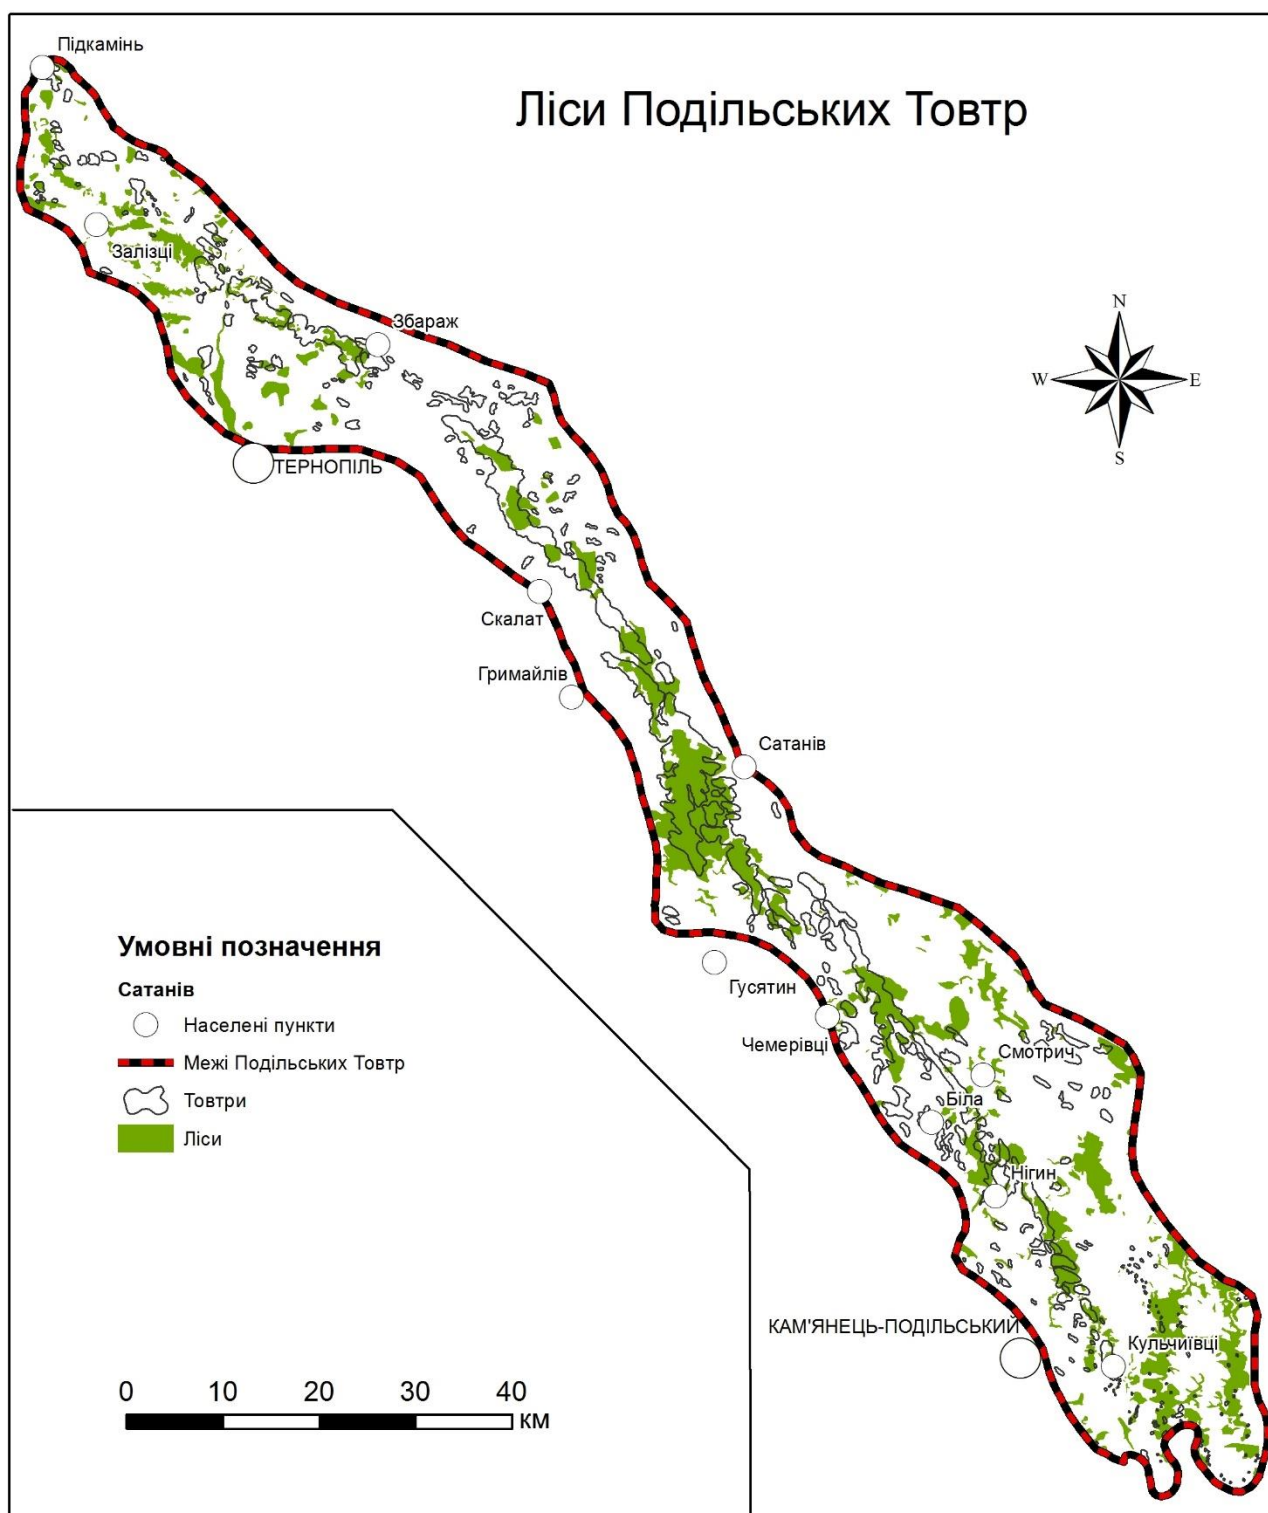 Підкамінь
Ліси Подільських Товтр
Залізці
Збараж
N
W
E
S
ТЕРНОПІЛЬ
Скалат
Гримайлів
Сатанів
Умовні позначення
Сатанів
Населені пункти
Межі Подільських Товтр
Товтри
Ліси
Гусятин
Чемерівці
Смотрич
Біла
Нігин
КАМ'ЯНЕЦЬ-ПОДІЛЬСЬКИЙ
Кульчиївці
0 10 20 30 40
км